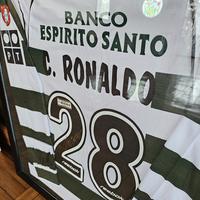 BANCO
ESPIRITO SANTO
C. RONALDO
28